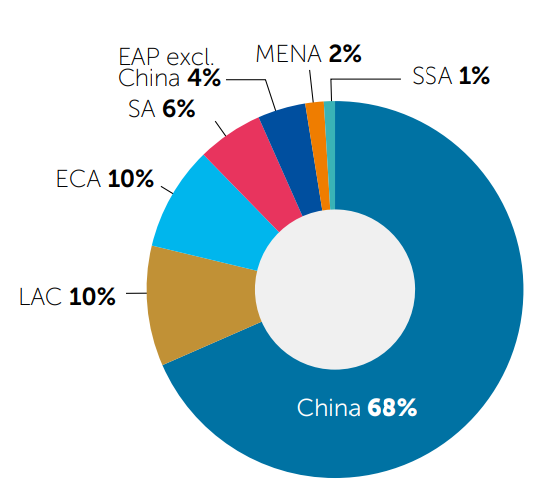 EAP excl.
China 4%
MENA 2%
SSA 1%
SA 6%
ECA 10%
LAC 10%
China 68%